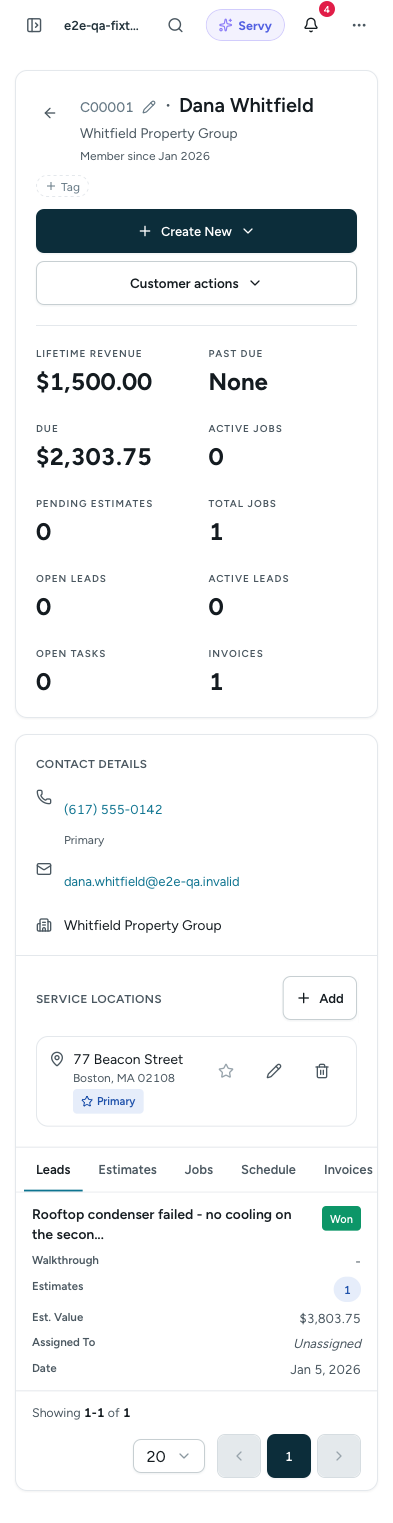 e2e-qa-fixt...
Servy
4
C00001 · Dana Whitfield
Whitfield Property Group
Member since Jan 2026
+ Tag
+ Create New
Customer actions
LIFETIME REVENUE
$1,500.00
PAST DUE
None
DUE
$2,303.75
ACTIVE JOBS
0
PENDING ESTIMATES
0
TOTAL JOBS
1
OPEN LEADS
0
ACTIVE LEADS
0
OPEN TASKS
0
INVOICES
1
CONTACT DETAILS
(617) 555-0142
Primary
dana.whitfield@e2e-qa.invalid
Whitfield Property Group
SERVICE LOCATIONS
+ Add
77 Beacon Street
Boston, MA 02108
Primary
Leads Estimates Jobs Schedule Invoices
Rooftop condenser failed - no cooling on
the secon...
Won
Walkthrough -
Estimates 1
Est. Value $3,803.75
Assigned To Unassigned
Date Jan 5, 2026
Showing 1-1 of 1
20
1